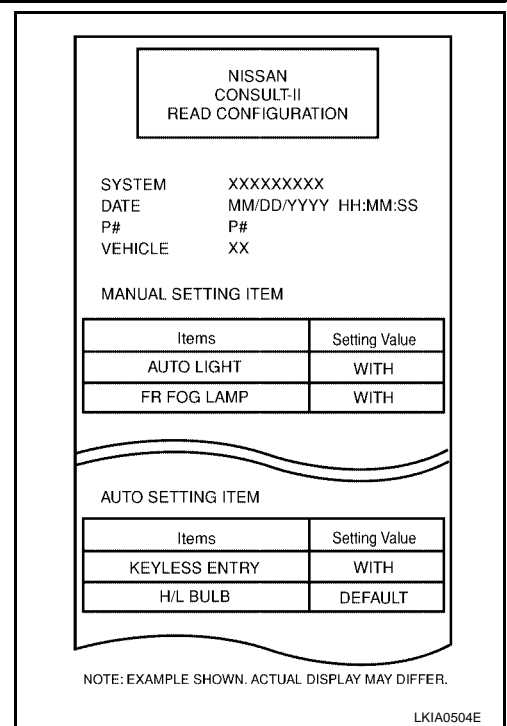 NISSAN
CONSULT-II
READ CONFIGURATION
SYSTEM XXXXXXXXX
DATE MM/DD/YYYY HH:MM:SS
P# P#
VEHICLE XX
MANUAL SETTING ITEM
Items Setting Value
AUTO LIGHT WITH
FR FOG LAMP WITH
AUTO SETTING ITEM
Items Setting Value
KEYLESS ENTRY WITH
H/L BULB DEFAULT
NOTE: EXAMPLE SHOWN. ACTUAL DISPLAY MAY DIFFER.
LKIA0504E